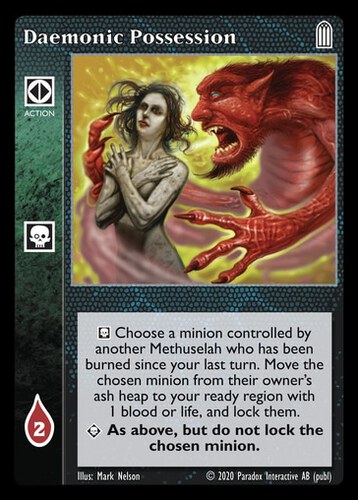 Daemonic Possession
ACTION
Choose a minion controlled by
another Methuselah who has been
burned since your last turn. Move the
chosen minion from their owner's
ash heap to your ready region with
1 blood or life, and lock them.
As above, but do not lock the
chosen minion.
2
Illus: Mark Nelson © 2020 Paradox Interactive AB (publ)